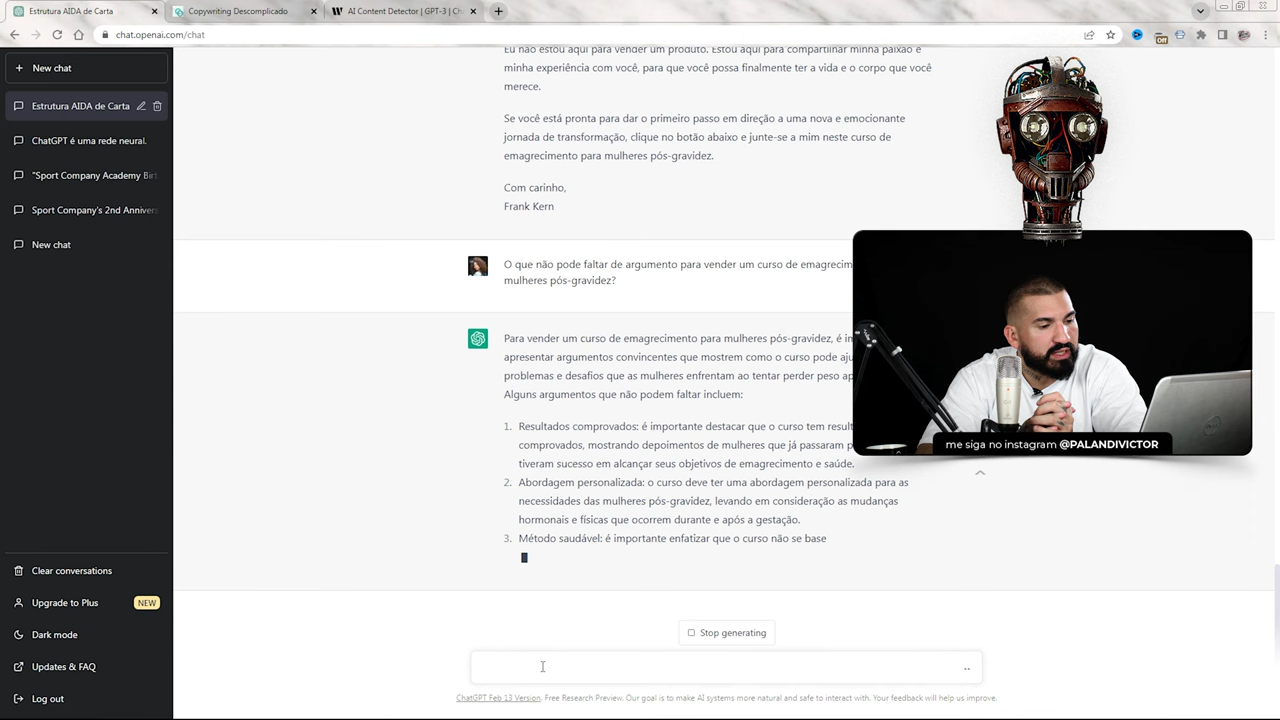 Estrutura AIDA de Carta
Copywriting Descomplicado
AI Content Detector | GPT-3 | Ch
chat.openai.com/chat
Off
New chat
Estrutura AIDA de Carta
ChatGPT é uma rede neural.
"Sport Company Academy Birt
Sport Company's 2nd Annivers
New chat
Clear conversations
Upgrade to Plus
NEW
Dark mode
Updates & FAQ
Log out
Eu não estou aqui para vender um produto. Estou aqui para compartilhar minha paixão e
minha experiência com você, para que você possa finalmente ter a vida e o corpo que você
merece.
Se você está pronta para dar o primeiro passo em direção a uma nova e emocionante
jornada de transformação, clique no botão abaixo e junte-se a mim neste curso de
emagrecimento para mulheres pós-gravidez.
Com carinho,
Frank Kern
O que não pode faltar de argumento para vender um curso de emagrecim
mulheres pós-gravidez?
Para vender um curso de emagrecimento para mulheres pós-gravidez, é im
apresentar argumentos convincentes que mostrem como o curso pode aju
problemas e desafios que as mulheres enfrentam ao tentar perder peso ap
Alguns argumentos que não podem faltar incluem:
1. Resultados comprovados: é importante destacar que o curso tem result
comprovados, mostrando depoimentos de mulheres que já passaram p
tiveram sucesso em alcançar seus objetivos de emagrecimento e saúde.
2. Abordagem personalizada: o curso deve ter uma abordagem personalizada para as
necessidades das mulheres pós-gravidez, levando em consideração as mudanças
hormonais e físicas que ocorrem durante e após a gestação.
3. Método saudável: é importante enfatizar que o curso não se base
me siga no instagram @PALANDIVICTOR
Stop generating
ChatGPT Feb 13 Version. Free Research Preview. Our goal is to make AI systems more natural and safe to interact with. Your feedback will help us improve.